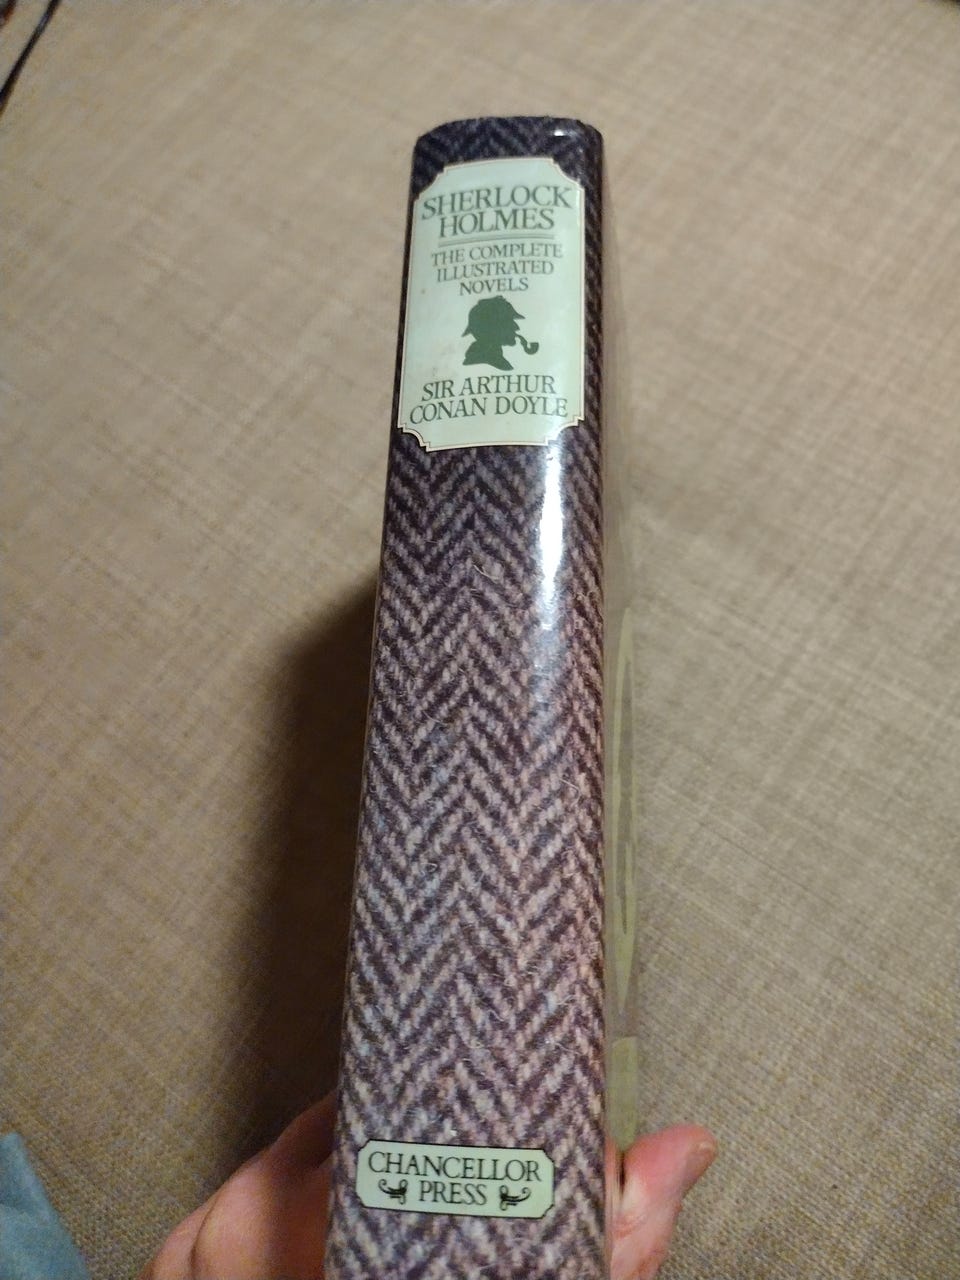 SHERLOCK
HOLMES
THE COMPLETE
ILLUSTRATED
NOVELS
SIR ARTHUR
CONAN DOYLE
CHANCELLOR
PRESS